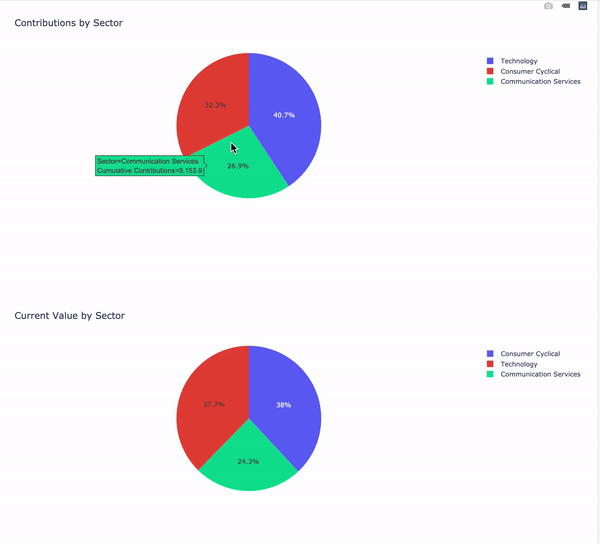 Contributions by Sector
Technology
Consumer Cyclical
Communication Services
32.3%
40.7%
26.9%
Sector=Communication Services
Cumulative Contributions=9,153.9
Current Value by Sector
Consumer Cyclical
Technology
Communication Services
37.7%
38%
24.3%